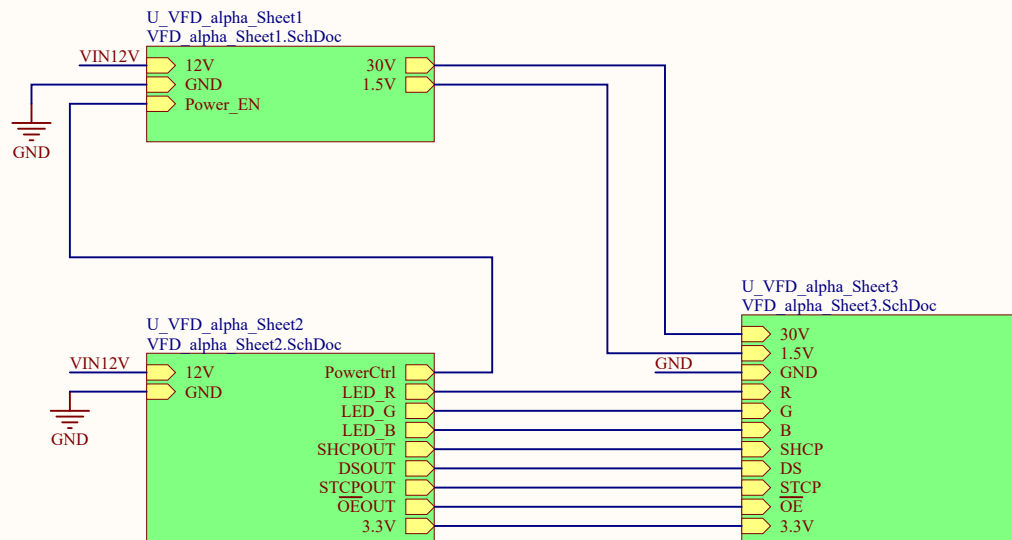 U_VFD_alpha_Sheet1
VFD_alpha_Sheet1.SchDoc
VIN12V
12V
30V
GND
1.5V
Power_EN
GND
U_VFD_alpha_Sheet3
VFD_alpha_Sheet3.SchDoc
30V
1.5V
GND
GND
R
G
B
SHCP
DS
STCP
OE
3.3V
U_VFD_alpha_Sheet2
VFD_alpha_Sheet2.SchDoc
VIN12V
12V
PowerCtrl
GND
LED_R
LED_G
LED_B
SHCPOUT
DSOUT
STCPOUT
OEOUT
3.3V
GND